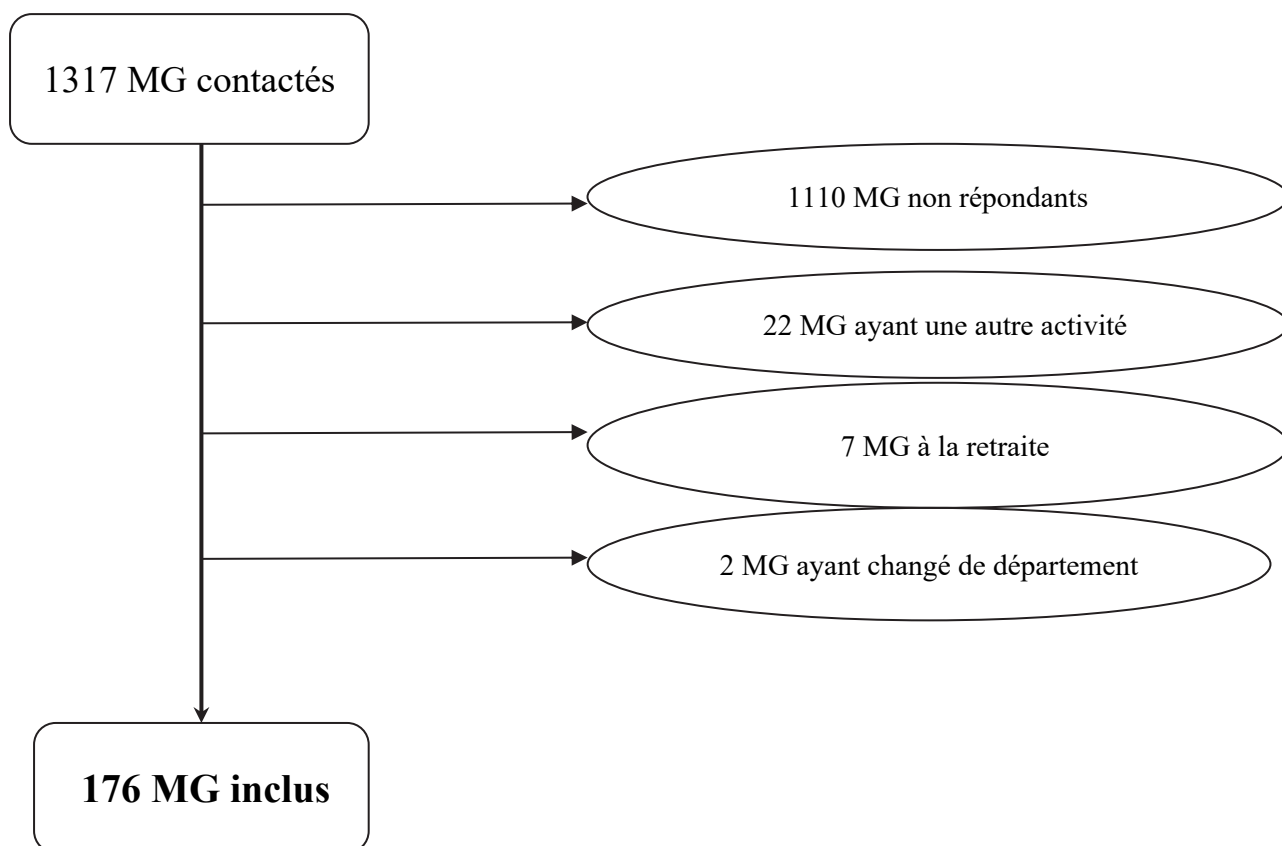 1317 MG contactés
1110 MG non répondants
22 MG ayant une autre activité
7 MG à la retraite
2 MG ayant changé de département
176 MG inclus